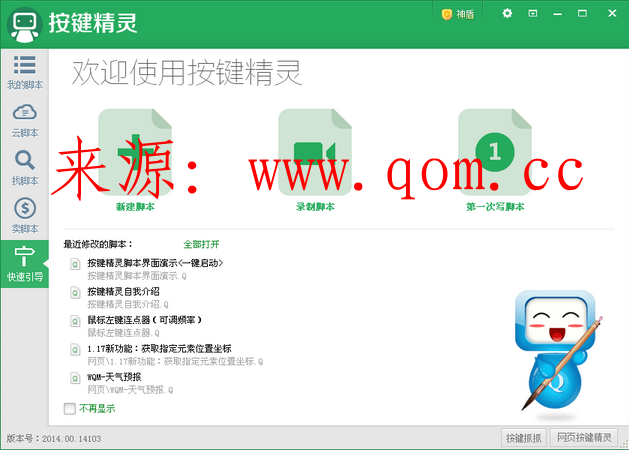 按键精灵
神盾
我的脚本
云脚本
找脚本
卖脚本
快速引导
欢迎使用按键精灵
来源: www.qom.cc
1
新建脚本
录制脚本
第一次写脚本
最近修改的脚本：
全部打开
按键精灵脚本界面演示<一键启动>
按键精灵脚本界面演示.Q
按键精灵自我介绍
按键精灵自我介绍.Q
鼠标左键连点器(可调频率)
鼠标左键连点器.Q
1.17新功能：获取指定元素位置坐标
网页\1.17新功能：获取指定元素位置坐标.Q
WQM-天气预报
网页\WQM-天气预报.Q
不再显示
Q
版本号：2014.00.14103
按键抓抓
网页按键精灵